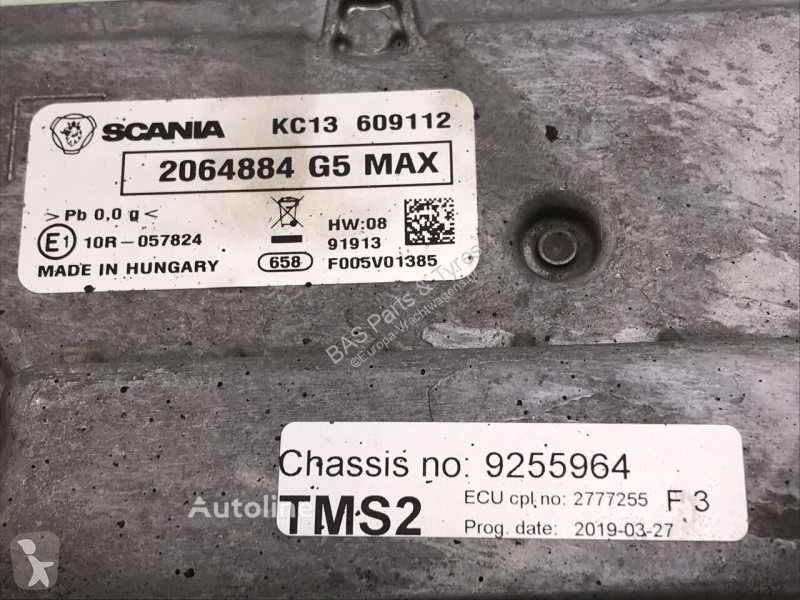 SCANIA KC13 609112
2064884 G5 MAX
>Pb 0,0 g<
E1 10R-057824
HW:08
91913
MADE IN HUNGARY
658 F005V01385
BAS Parts & Tyres
©Europal Vrachtwagens
Autoline
Chassis no: 9255964
TMS2
ECU cpl,no: 2777255 F 3
Prog. date: 2019-03-27